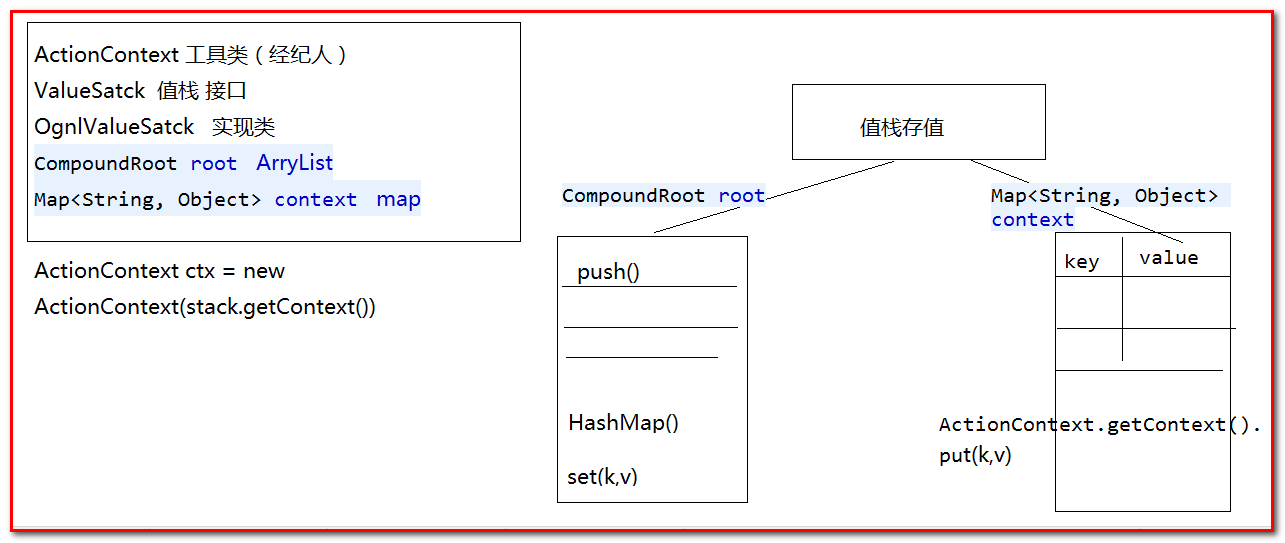 ActionContext 工具类（经纪人）
ValueSatck 值栈 接口
OgnlValueSatck 实现类
CompoundRoot root ArryList
Map<String, Object> context map
ActionContext ctx = new
ActionContext(stack.getContext())
值栈存值
CompoundRoot root
Map<String, Object>
context
push()
HashMap()
set(k,v)
key value
ActionContext.getContext().
put(k,v)